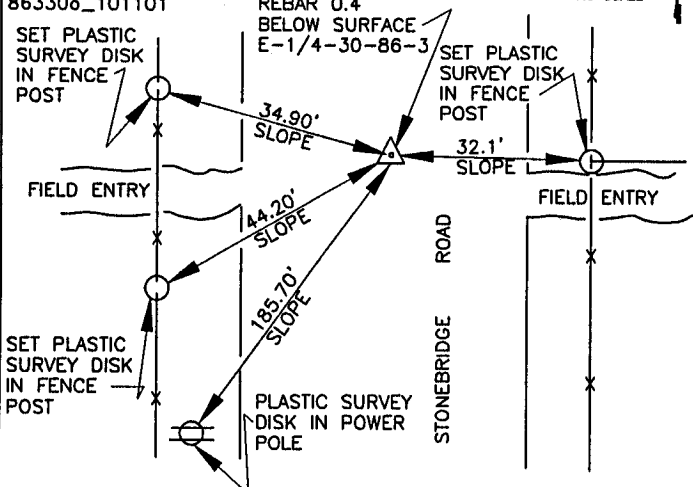 863308_101101
REBAR 0.4
BELOW SURFACE
E-1/4-30-86-3
SET PLASTIC
SURVEY DISK
IN FENCE
POST
SET PLASTIC
SURVEY DISK
IN FENCE
POST
34.90'
SLOPE
32.1'
SLOPE
FIELD ENTRY
FIELD ENTRY
44.20'
SLOPE
185.70'
SLOPE
STONEBRIDGE ROAD
SET PLASTIC
SURVEY DISK
IN FENCE
POST
PLASTIC SURVEY
DISK IN POWER
POLE